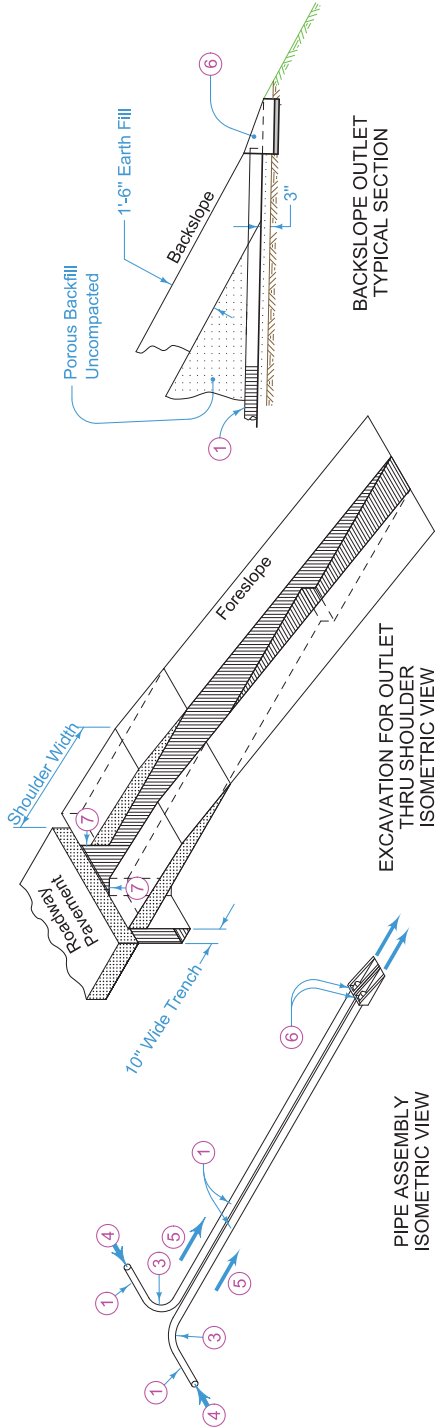 1
4
3
5
1
5
3
1
4
6
PIPE ASSEMBLY
ISOMETRIC VIEW
Roadway
Pavement
Shoulder Width
7
7
10" Wide Trench
Foreslope
EXCAVATION FOR OUTLET
THRU SHOULDER
ISOMETRIC VIEW
Porous Backfill
Uncompacted
1'-6" Earth Fill
Backslope
6
1
3"
BACKSLOPE OUTLET
TYPICAL SECTION